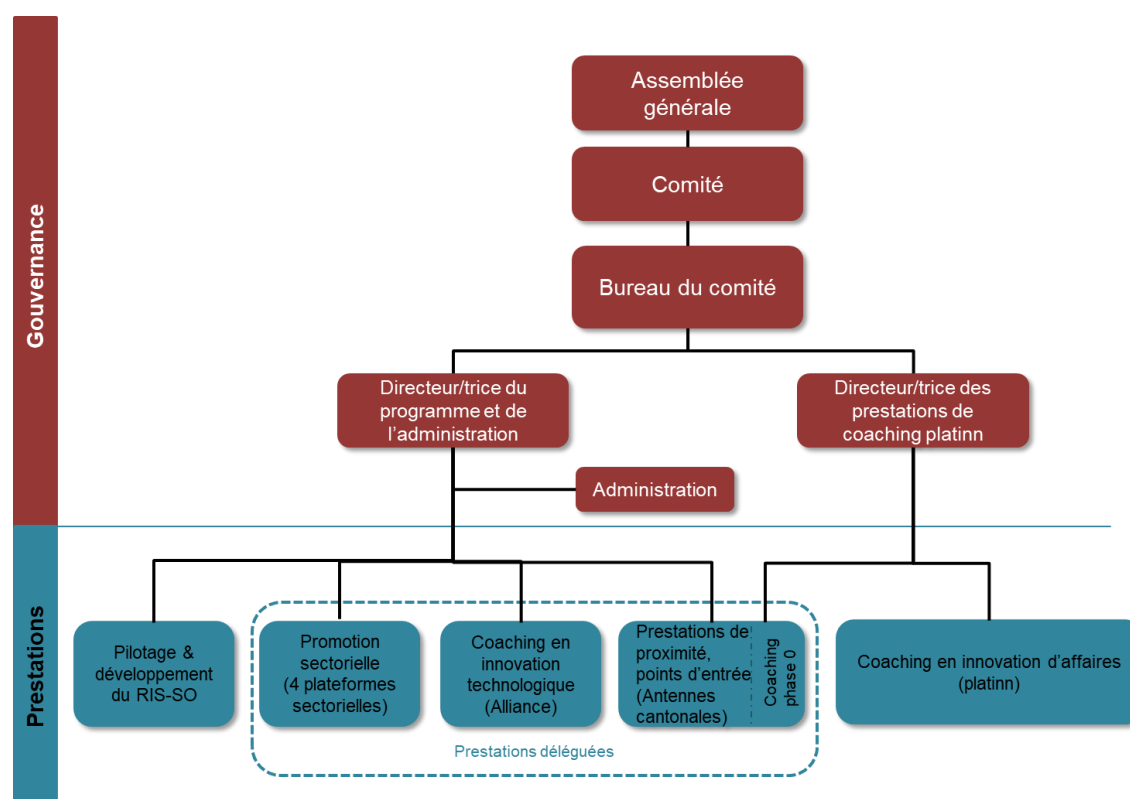 Gouvernance
Assemblée
générale
Comité
Bureau du comité
Directeur/trice du
programme et de
l'administration
Directeur/trice des
prestations de
coaching platinn
Administration
Prestations
Pilotage &
développement
du RIS-SO
Promotion
sectorielle
(4 plateformes
sectorielles)
Coaching en
innovation
technologique
(Alliance)
Prestations de
proximité,
points d'entrée
(Antennes
cantonales)
Coaching
phase 0
Coaching en innovation d'affaires
(platinn)
Prestations déléguées